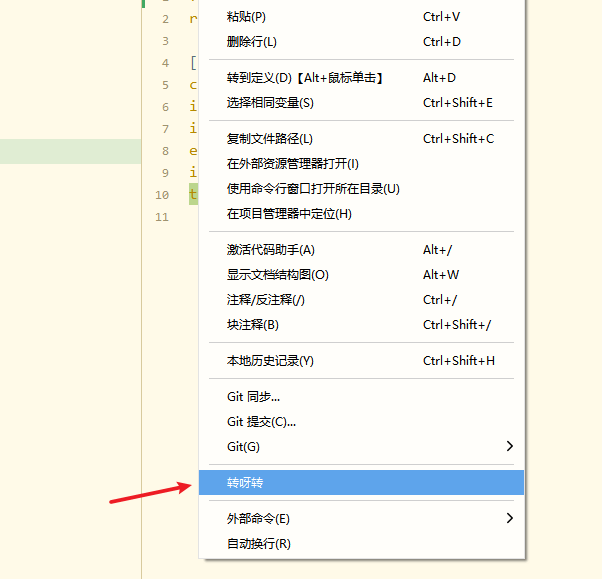 粘贴(P) Ctrl+V
2 r 删除行(L) Ctrl+D
3
4 [ 转到定义(D)【Alt+鼠标单击】 Alt+D
5 c 选择相同变量(S) Ctrl+Shift+E
6 i 复制文件路径(L) Ctrl+Shift+C
7 i 在外部资源管理器打开(I)
8 e 使用命令行窗口打开所在目录(U)
9 i 在项目管理器中定位(H)
10 t
11
激活代码助手(A) Alt+/
显示文档结构图(O) Alt+W
注释/反注释(/) Ctrl+/
块注释(B) Ctrl+Shift+/
本地历史记录(Y) Ctrl+Shift+H
Git 同步...
Git 提交(C)...
Git(G)
转呀转
外部命令(E)
自动换行(R)